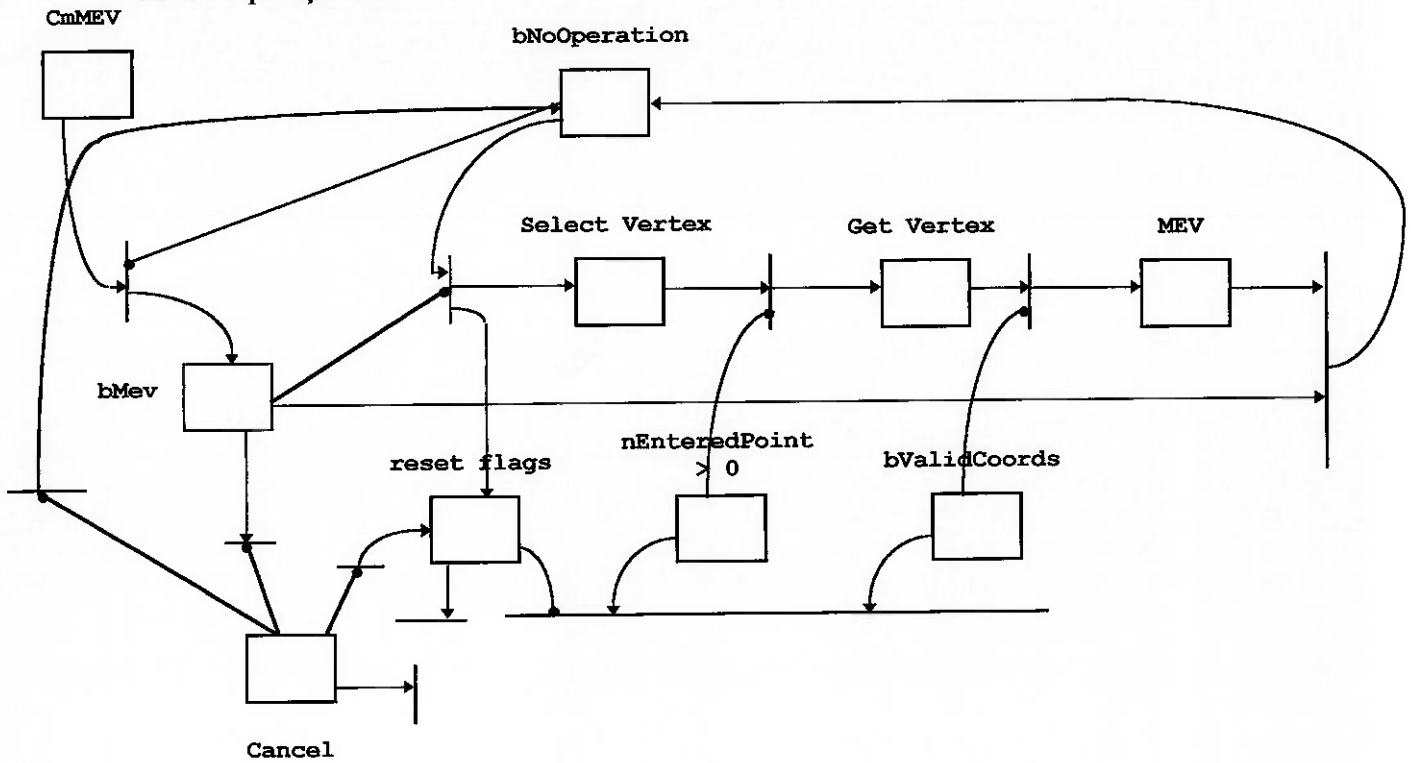 CmMEV
bNoOperation
Select Vertex
Get Vertex
MEV
bMev
nEnteredPoint
> 0
bValidCoords
reset flags
Cancel